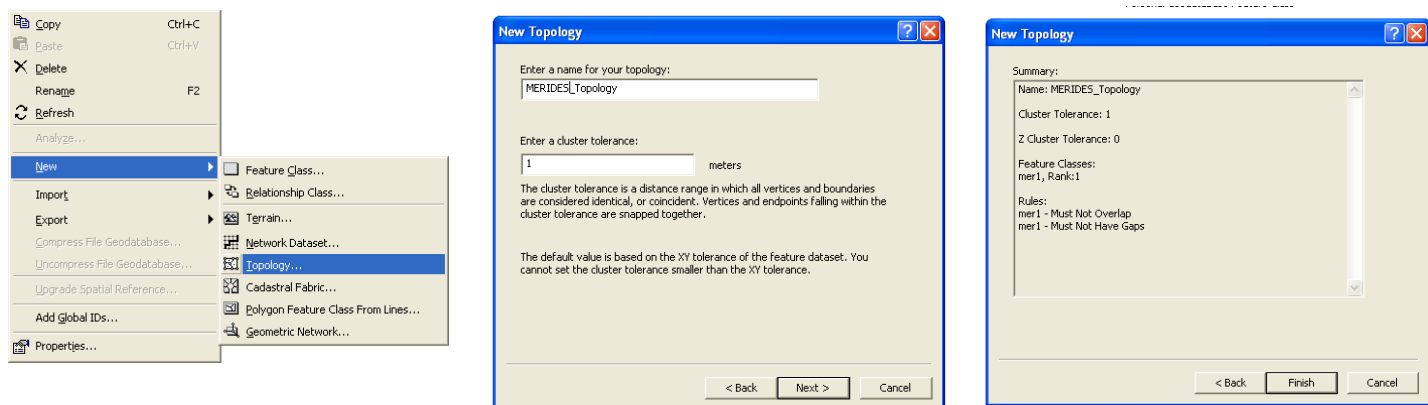 Copy Ctrl+C
Paste Ctrl+V
Delete
Rename F2
Refresh
Analyze...
New
Import
Export
Compress File Geodatabase...
Uncompress File Geodatabase...
Upgrade Spatial Reference...
Add Global IDs...
Properties...
Feature Class...
Relationship Class...
Terrain...
Network Dataset...
Topology...
Cadastral Fabric...
Polygon Feature Class From Lines...
Geometric Network...
New Topology
Enter a name for your topology:
MERIDES_Topology
Enter a cluster tolerance:
1 meters
The cluster tolerance is a distance range in which all vertices and boundaries
are considered identical, or coincident. Vertices and endpoints falling within the
cluster tolerance are snapped together.
The default value is based on the XY tolerance of the feature dataset. You
cannot set the cluster tolerance smaller than the XY tolerance.
< Back Next > Cancel
New Topology
Summary:
Name: MERIDES_Topology
Cluster Tolerance: 1
Z Cluster Tolerance: 0
Feature Classes:
mer1, Rank:1
Rules:
mer1 - Must Not Overlap
mer1 - Must Not Have Gaps
< Back Finish Cancel